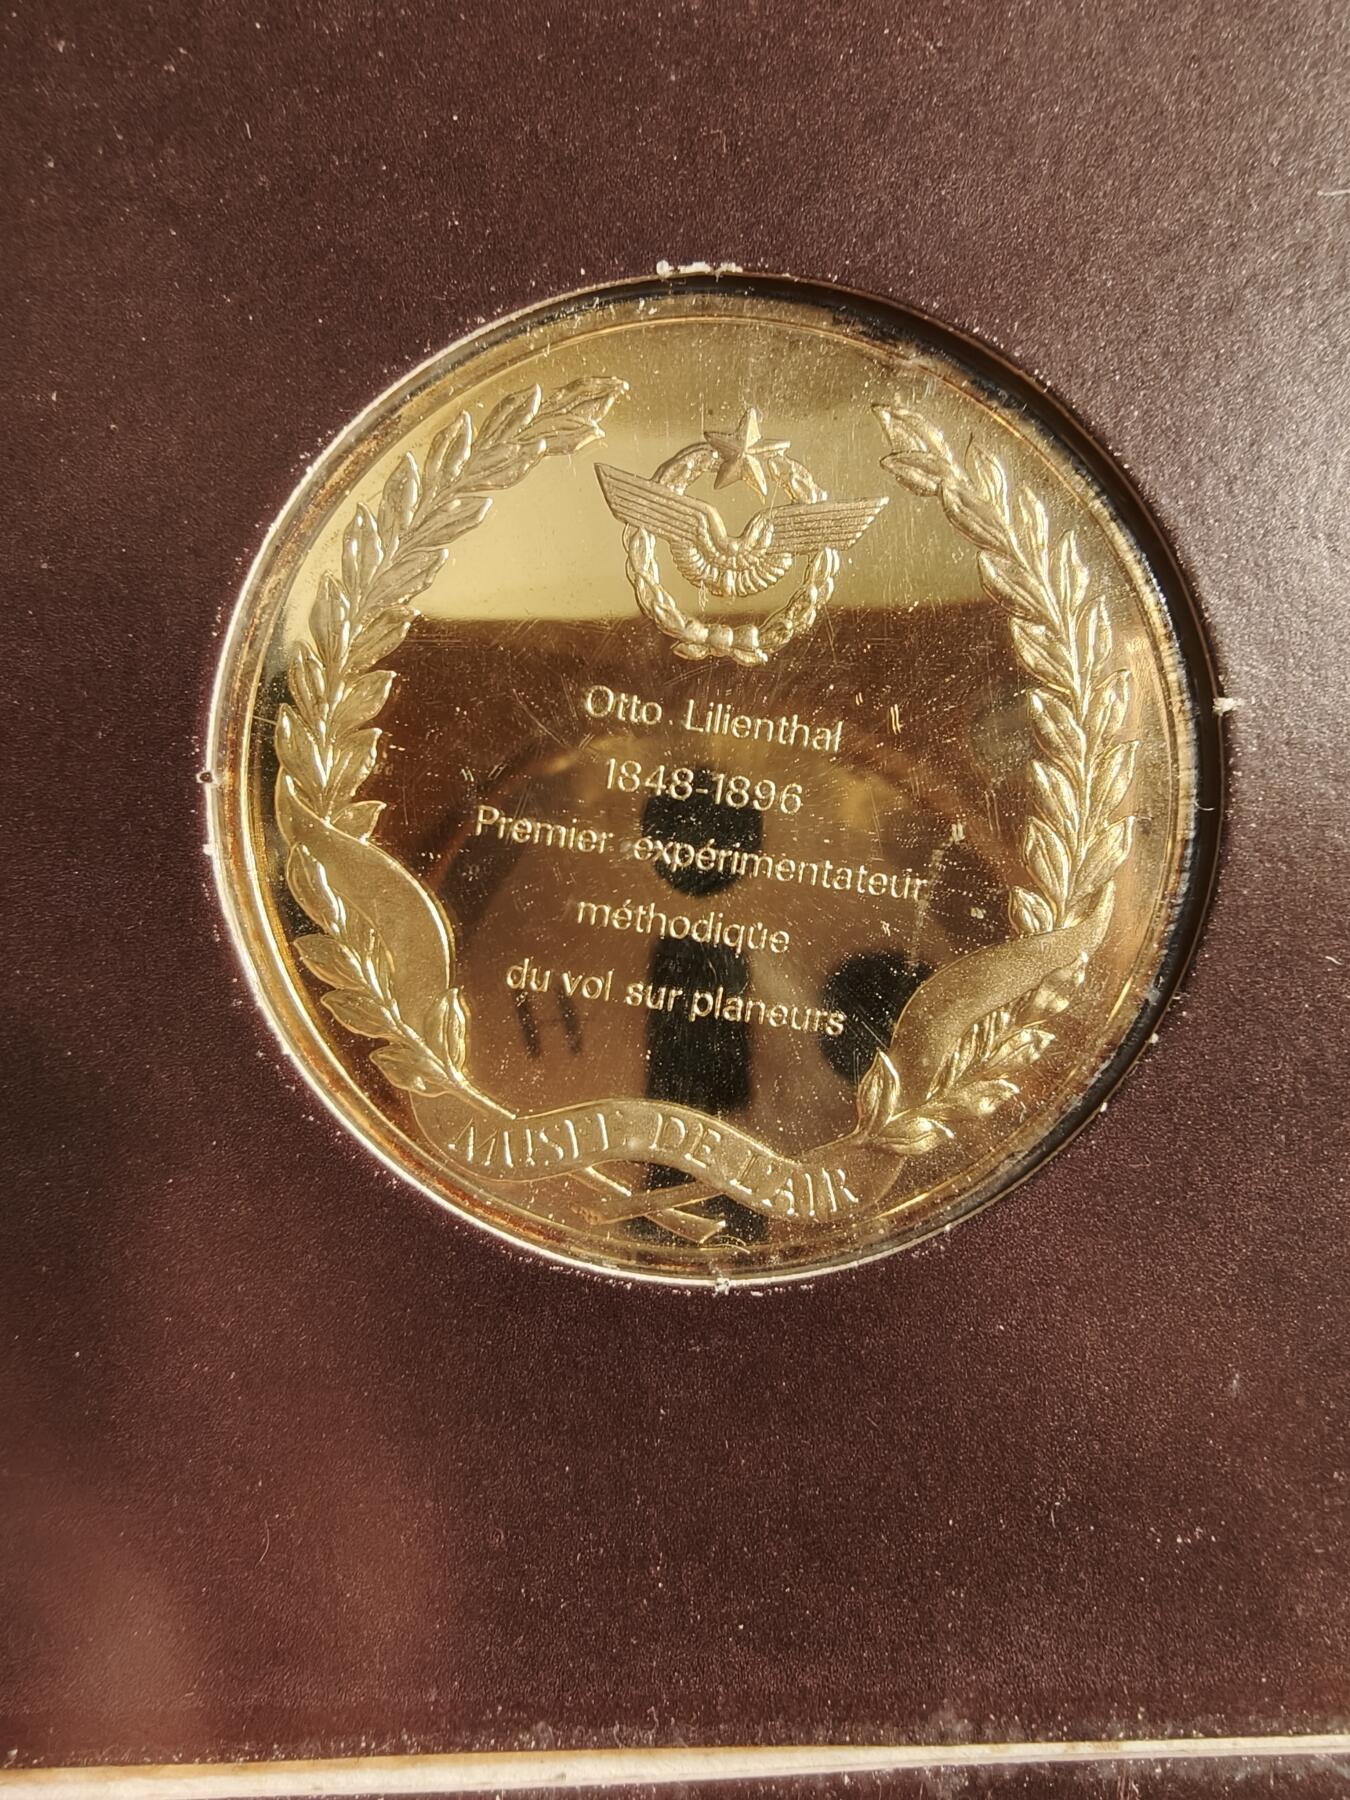 Otto Lilienthal
1848-1896
Premier expérimentateur
méthodique
du vol sur planeurs
MUSEE DE L'AIR